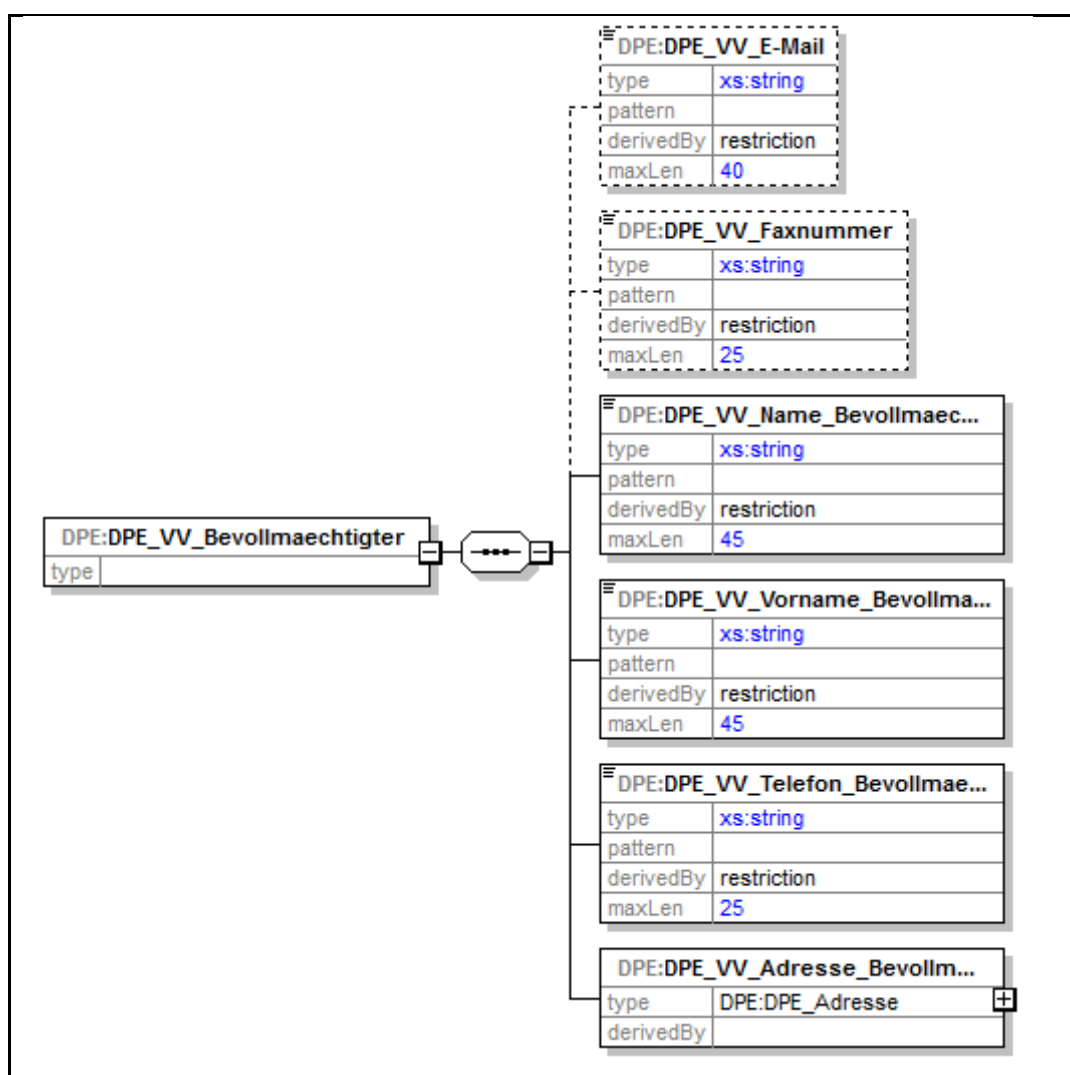 DPE:DPE_VV_E-Mail
type xs:string
pattern
derivedBy restriction
maxLen 40
DPE:DPE_VV_Faxnummer
type xs:string
pattern
derivedBy restriction
maxLen 25
DPE:DPE_VV_Name_Bevollmaec...
type xs:string
pattern
derivedBy restriction
maxLen 45
DPE:DPE_VV_Bevollmaechtigter
type
DPE:DPE_VV_Vorname_Bevollma...
type xs:string
pattern
derivedBy restriction
maxLen 45
DPE:DPE_VV_Telefon_Bevollmae...
type xs:string
pattern
derivedBy restriction
maxLen 25
DPE:DPE_VV_Adresse_Bevollm...
type DPE:DPE_Adresse
derivedBy